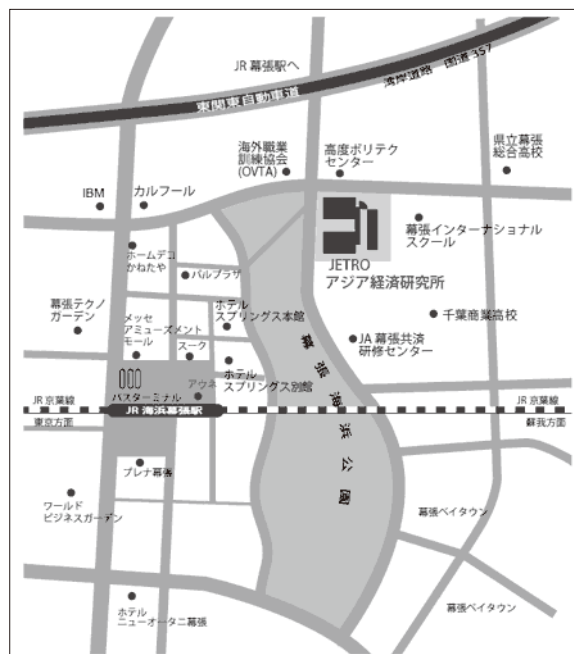 JR 幕張駅へ
湾岸道路 国道 357
東関東自動車道
海外職業
訓練協会
(OVTA)
高度ポリテク
センター
県立幕張
総合高校
IBM
カルフール
幕張インターナショナル
スクール
ホームデコ
かねたや
パルプラザ
JETRO
アジア経済研究所
幕張テクノ
ガーデン
メッセ
アミューズメント
モール
ホテル
スプリングス本館
スーク
千葉商業高校
JA 幕張共済
研修センター
ホテル
スプリングス別館
アウネ
バスターミナル
幕張海浜公園
JR 京葉線
JR 海浜幕張駅
JR 京葉線
東京方面
蘇我方面
プレナ幕張
ワールド
ビジネスガーデン
幕張ベイタウン
幕張ベイタウン
ホテル
ニューオータニ幕張